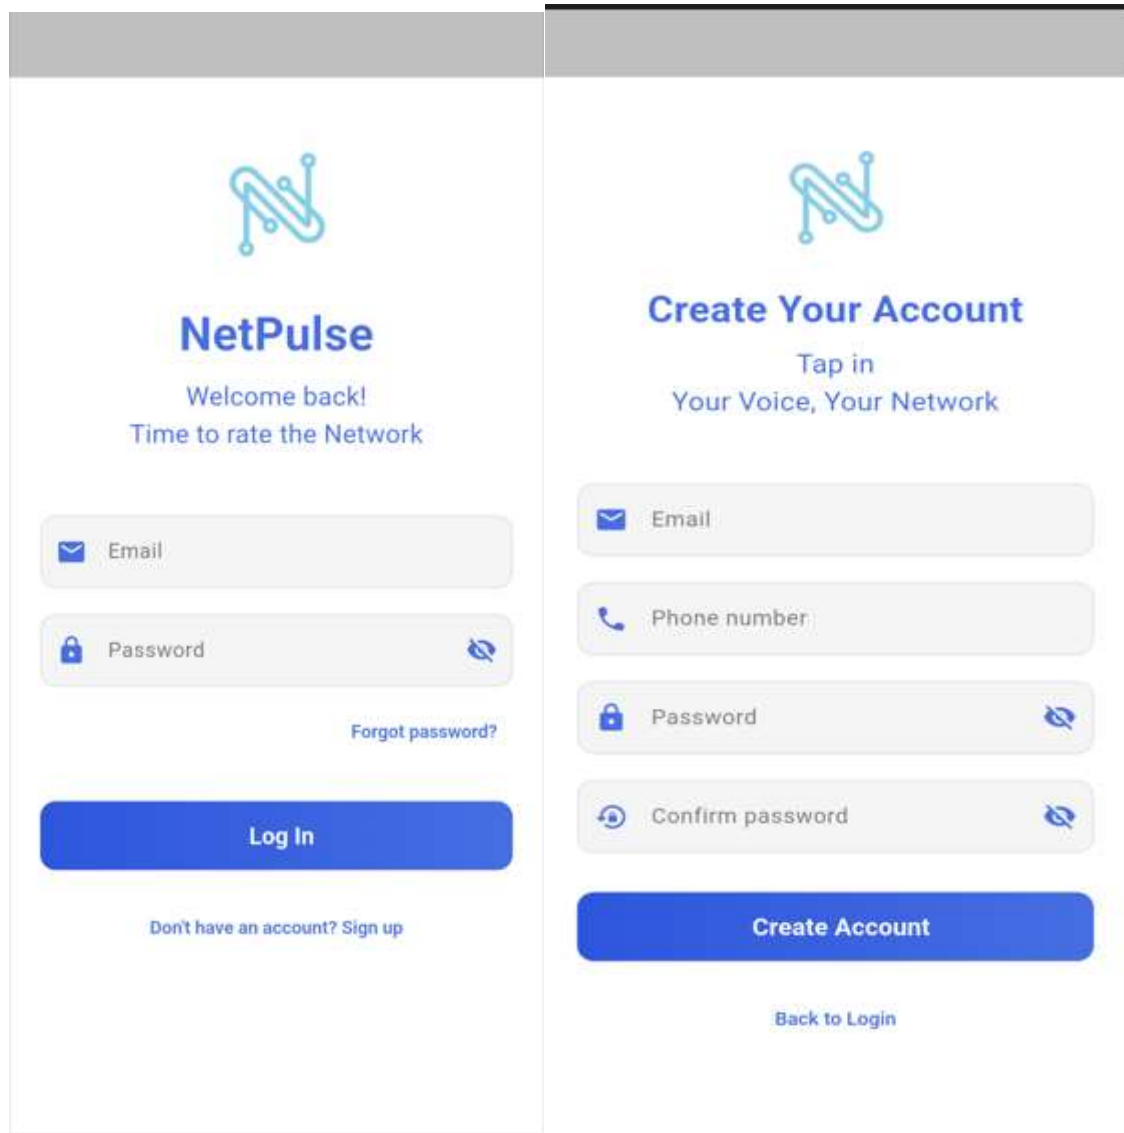 NetPulse
Welcome back!
Time to rate the Network
Email
Password
Forgot password?
Log In
Don't have an account? Sign up
Create Your Account
Tap in
Your Voice, Your Network
Email
Phone number
Password
Confirm password
Create Account
Back to Login